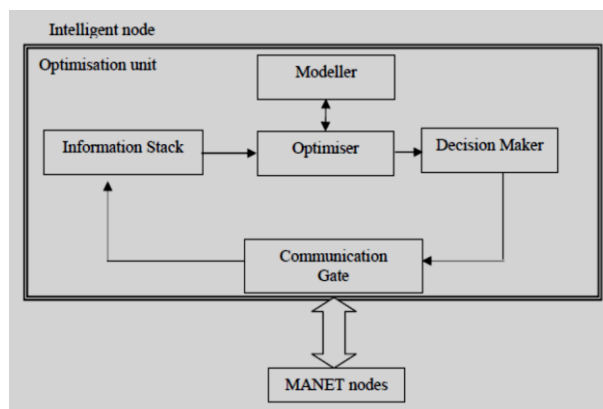 Intelligent node
Optimisation unit
Modeller
Information Stack
Optimiser
Decision Maker
Communication
Gate
MANET nodes